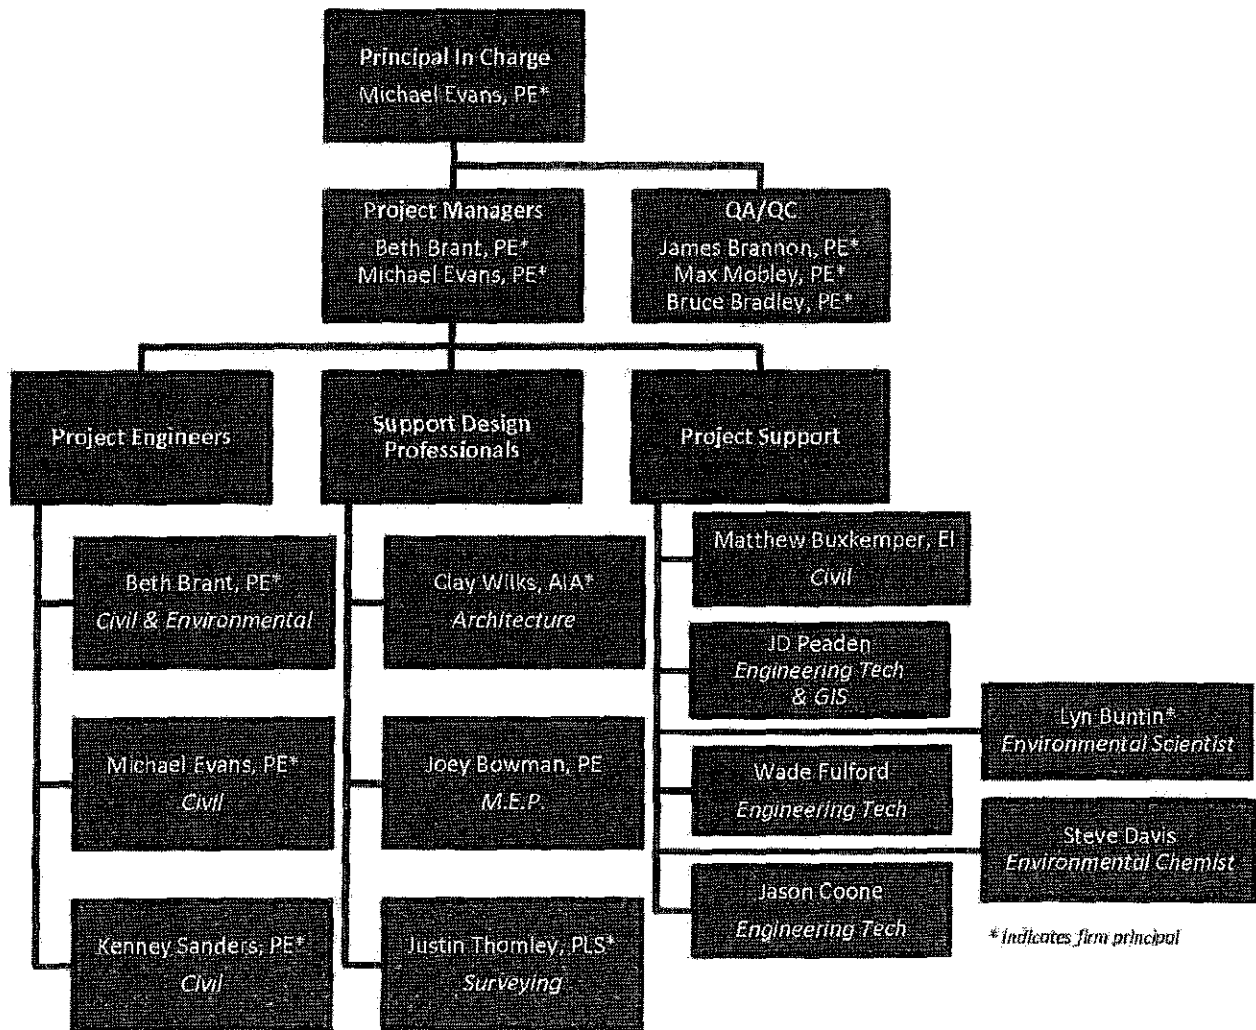 Principal In Charge
Michael Evans, PE*
Project Managers
Beth Brant, PE*
Michael Evans, PE*
QA/QC
James Brannon, PE*
Max Mobley, PE*
Bruce Bradley, PE*
Project Engineers
Support Design
Professionals
Project Support
Beth Brant, PE*
Civil & Environmental
Michael Evans, PE*
Civil
Kenney Sanders, PE*
Civil
Clay Wilks, AIA*
Architecture
Joey Bowman, PE
M.E.P.
Justin Thomley, PLS*
Surveying
Matthew Buxkemper, EI
Civil
JD Peaden
Engineering Tech
& GIS
Lyn Buntin*
Environmental Scientist
Wade Fulford
Engineering Tech
Steve Davis
Environmental Chemist
Jason Coone
Engineering Tech
* indicates firm principal